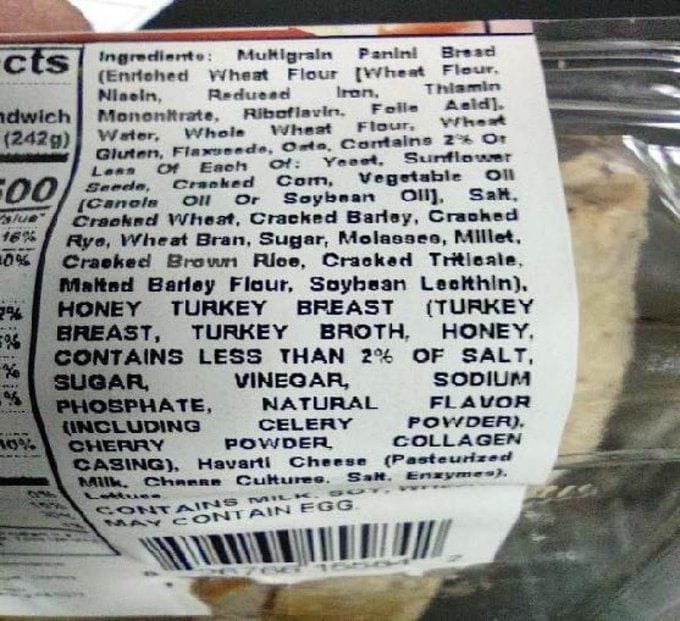 cts
ndwich
(242g)
00
16%
0%
%
%
10%
Ingredients: Multigrain Panini Bread
(Enriched Wheat Flour [Wheat Flour,
Niacin, Reduced Iron, Thiamin
Mononitrate, Riboflavin, Folic Acid],
Water, Whole Wheat Flour, Wheat
Gluten, Flaxseeds, Oats, Contains 2% Or
Less Of Each Of: Yeast, Sunflower
Seeds, Cracked Corn, Vegetable Oil
[Canola Oil Or Soybean Oil], Salt,
Cracked Wheat, Cracked Barley, Cracked
Rye, Wheat Bran, Sugar, Molasses, Millet,
Cracked Brown Rice, Cracked Triticale,
Malted Barley Flour, Soybean Lecithin),
HONEY TURKEY BREAST (TURKEY
BREAST, TURKEY BROTH, HONEY,
CONTAINS LESS THAN 2% OF SALT,
SUGAR, VINEGAR, SODIUM
PHOSPHATE, NATURAL FLAVOR
(INCLUDING CELERY POWDER),
CHERRY POWDER, COLLAGEN
CASING), Havarti Cheese (Pasteurized
Milk, Cheese Cultures, Salt, Enzymes),
Lettuce
CONTAINS MILK, SOY,
MAY CONTAIN EGG.